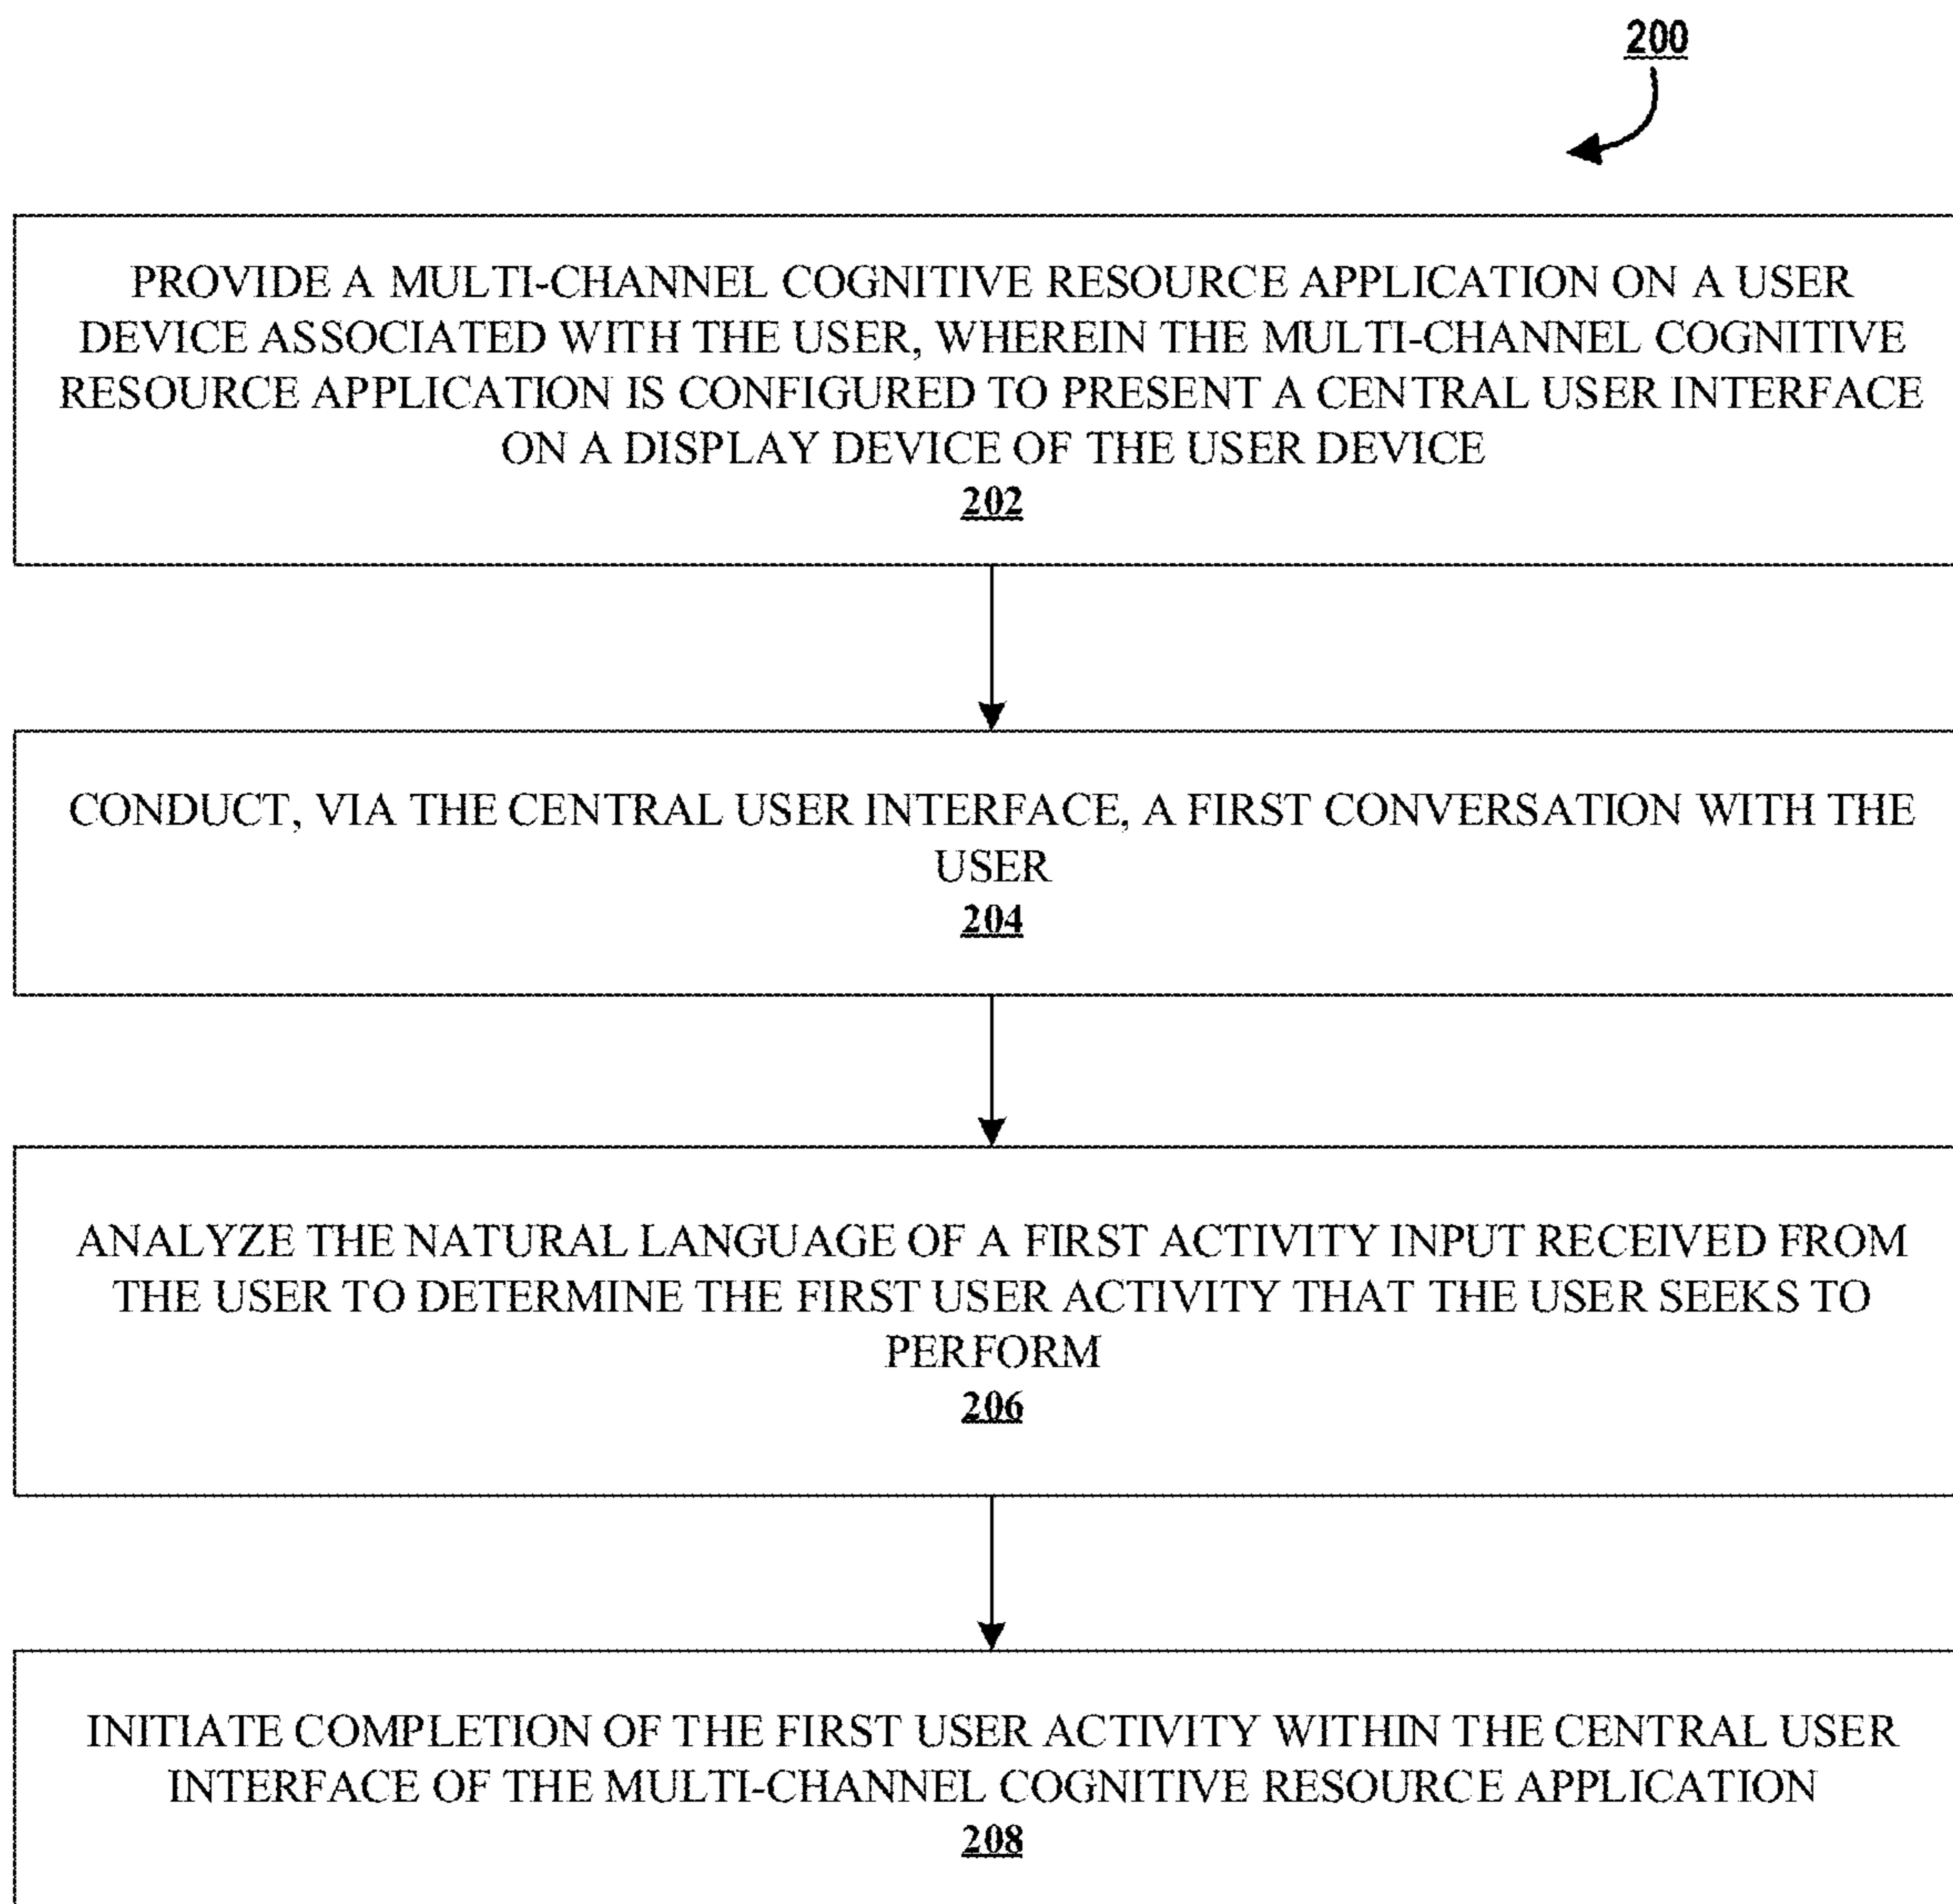 200
PROVIDE A MULTI-CHANNEL COGNITIVE RESOURCE APPLICATION ON A USER
DEVICE ASSOCIATED WITH THE USER, WHEREIN THE MULTI-CHANNEL COGNITIVE
RESOURCE APPLICATION IS CONFIGURED TO PRESENT A CENTRAL USER INTERFACE
ON A DISPLAY DEVICE OF THE USER DEVICE
202
CONDUCT, VIA THE CENTRAL USER INTERFACE, A FIRST CONVERSATION WITH THE
USER
204
ANALYZE THE NATURAL LANGUAGE OF A FIRST ACTIVITY INPUT RECEIVED FROM
THE USER TO DETERMINE THE FIRST USER ACTIVITY THAT THE USER SEEKS TO
PERFORM
206
INITIATE COMPLETION OF THE FIRST USER ACTIVITY WITHIN THE CENTRAL USER
INTERFACE OF THE MULTI-CHANNEL COGNITIVE RESOURCE APPLICATION
208